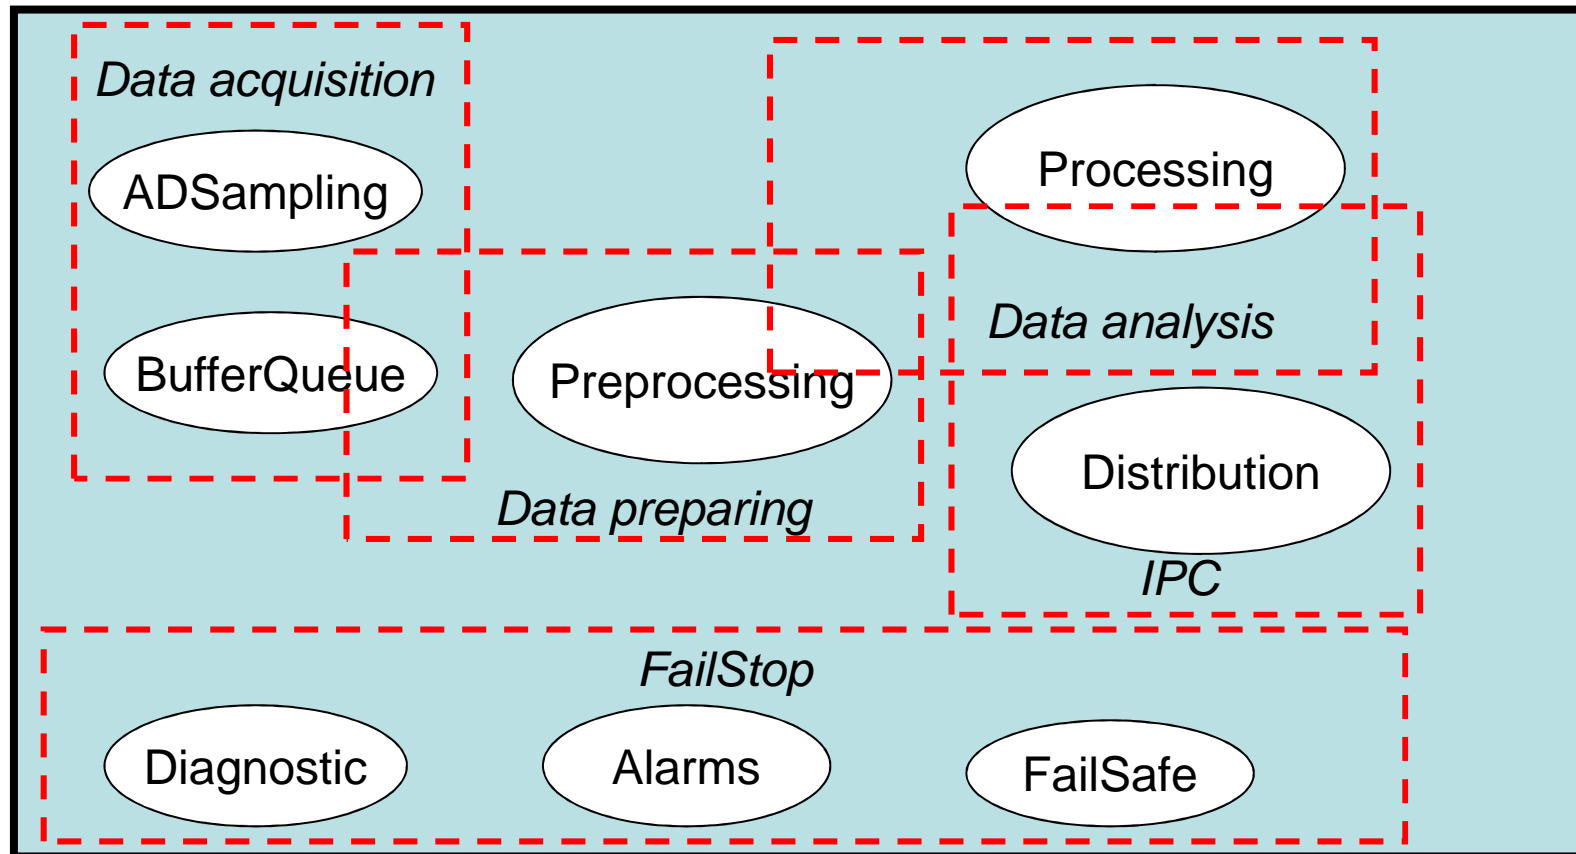 Data acquisition
ADSampling
BufferQueue
Preprocessing
Data preparing
Processing
Data analysis
Distribution
IPC
FailStop
Diagnostic
Alarms
FailSafe